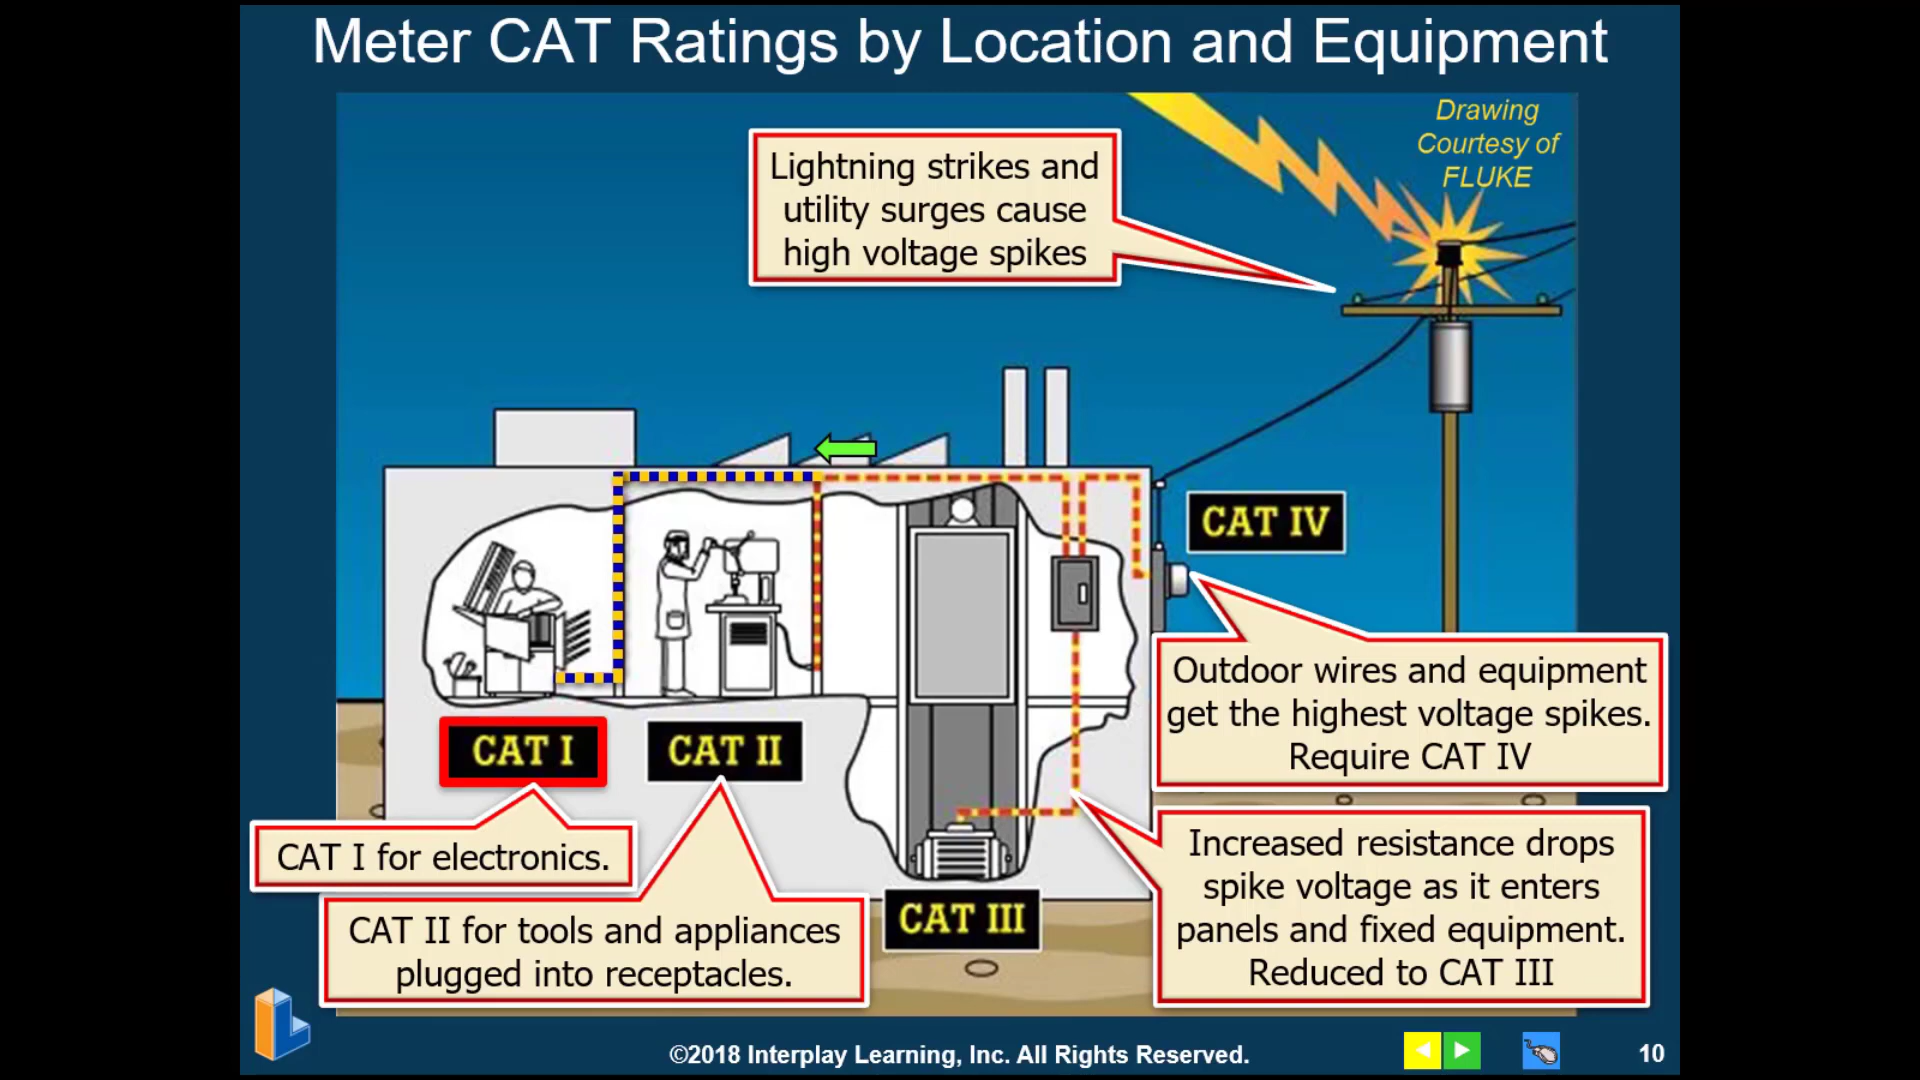 Meter CAT Ratings by Location and Equipment
Drawing
Courtesy of
FLUKE
Lightning strikes and
utility surges cause
high voltage spikes
CAT IV
Outdoor wires and equipment
get the highest voltage spikes.
Require CAT IV
CAT I
CAT II
CAT I for electronics.
CAT II for tools and appliances
plugged into receptacles.
CAT III
Increased resistance drops
spike voltage as it enters
panels and fixed equipment.
Reduced to CAT III
©2018 Interplay Learning, Inc. All Rights Reserved.
10